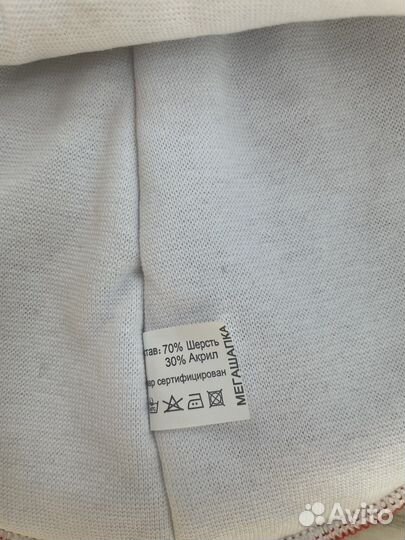 тав: 70% Шерсть
30% Акрил
ар сертифицирован
МЕГАШАПКА
Avito